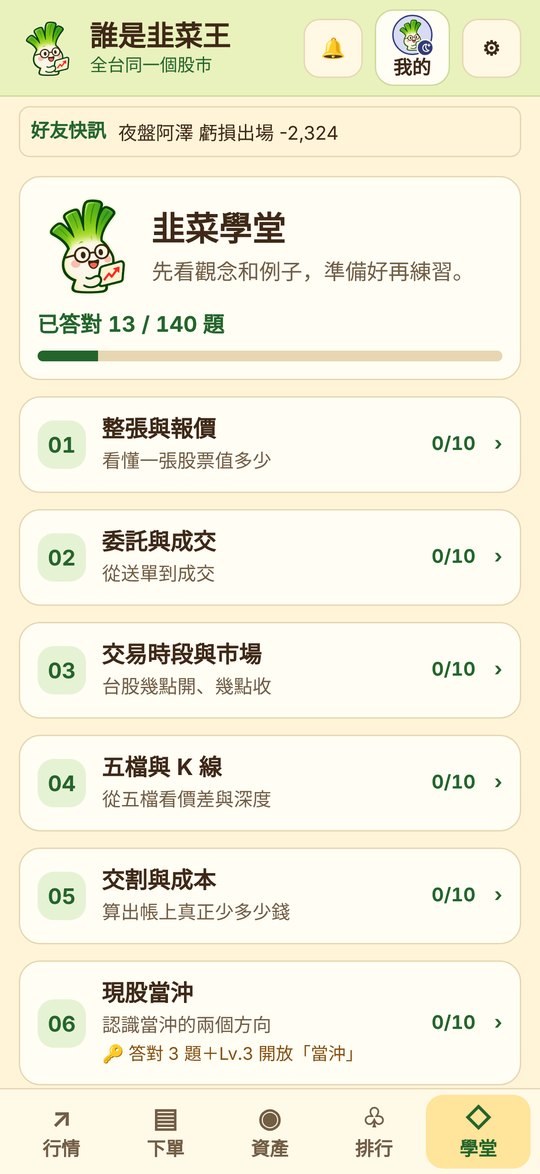 誰是韭菜王
全台同一個股市
🔔
我的
⚙
好友快訊 夜盤阿澤 虧損出場 -2,324
韭菜學堂
先看觀念和例子，準備好再練習。
已答對 13 / 140 題
01 整張與報價 0/10 ›
看懂一張股票值多少
02 委託與成交 0/10 ›
從送單到成交
03 交易時段與市場 0/10 ›
台股幾點開、幾點收
04 五檔與 K 線 0/10 ›
從五檔看價差與深度
05 交割與成本 0/10 ›
算出帳上真正少多少錢
06 現股當沖 0/10 ›
認識當沖的兩個方向
🔑 答對 3 題＋Lv.3 開放「當沖」
行情 下單 資產 排行 學堂